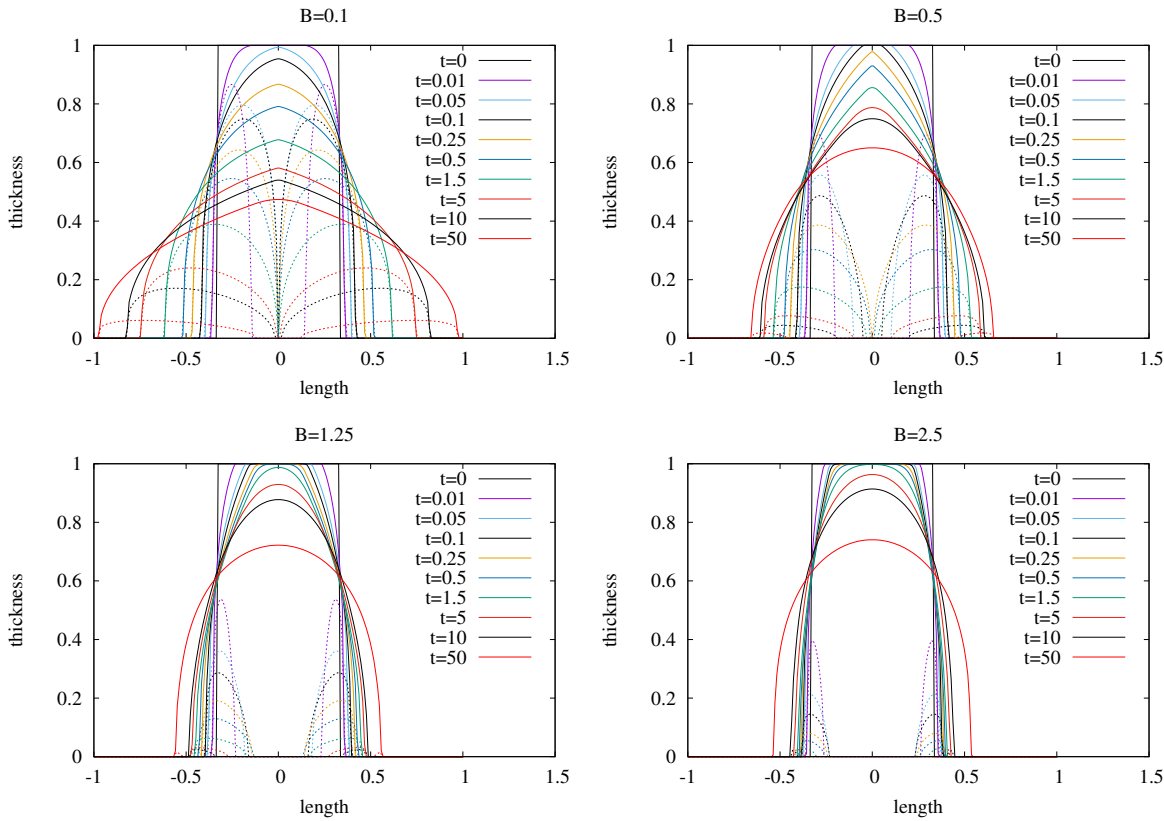 B=0.1
thickness
1
0.8
0.6
0.4
0.2
0
-1
-0.5
0
0.5
1
1.5
length
t=0
t=0.01
t=0.05
t=0.1
t=0.25
t=0.5
t=1.5
t=5
t=10
t=50
B=0.5
thickness
1
0.8
0.6
0.4
0.2
0
-1
-0.5
0
0.5
1
1.5
length
t=0
t=0.01
t=0.05
t=0.1
t=0.25
t=0.5
t=1.5
t=5
t=10
t=50
B=1.25
thickness
1
0.8
0.6
0.4
0.2
0
-1
-0.5
0
0.5
1
1.5
length
t=0
t=0.01
t=0.05
t=0.1
t=0.25
t=0.5
t=1.5
t=5
t=10
t=50
B=2.5
thickness
1
0.8
0.6
0.4
0.2
0
-1
-0.5
0
0.5
1
1.5
length
t=0
t=0.01
t=0.05
t=0.1
t=0.25
t=0.5
t=1.5
t=5
t=10
t=50